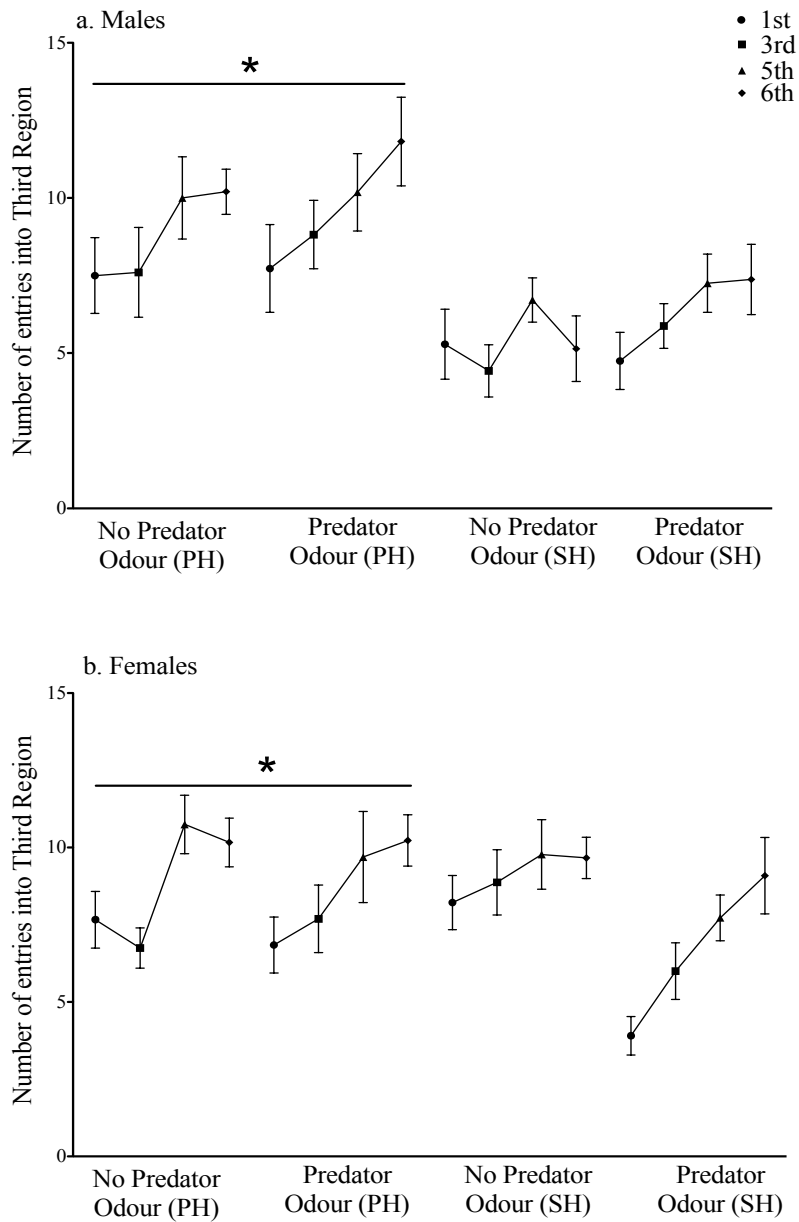 a. Males
1st
3rd
5th
6th
15
*
10
5
0
Number of entries into Third Region
No Predator
Odour (PH)
Predator
Odour (PH)
No Predator
Odour (SH)
Predator
Odour (SH)
b. Females
15
*
10
5
0
Number of entries into Third Region
No Predator
Odour (PH)
Predator
Odour (PH)
No Predator
Odour (SH)
Predator
Odour (SH)